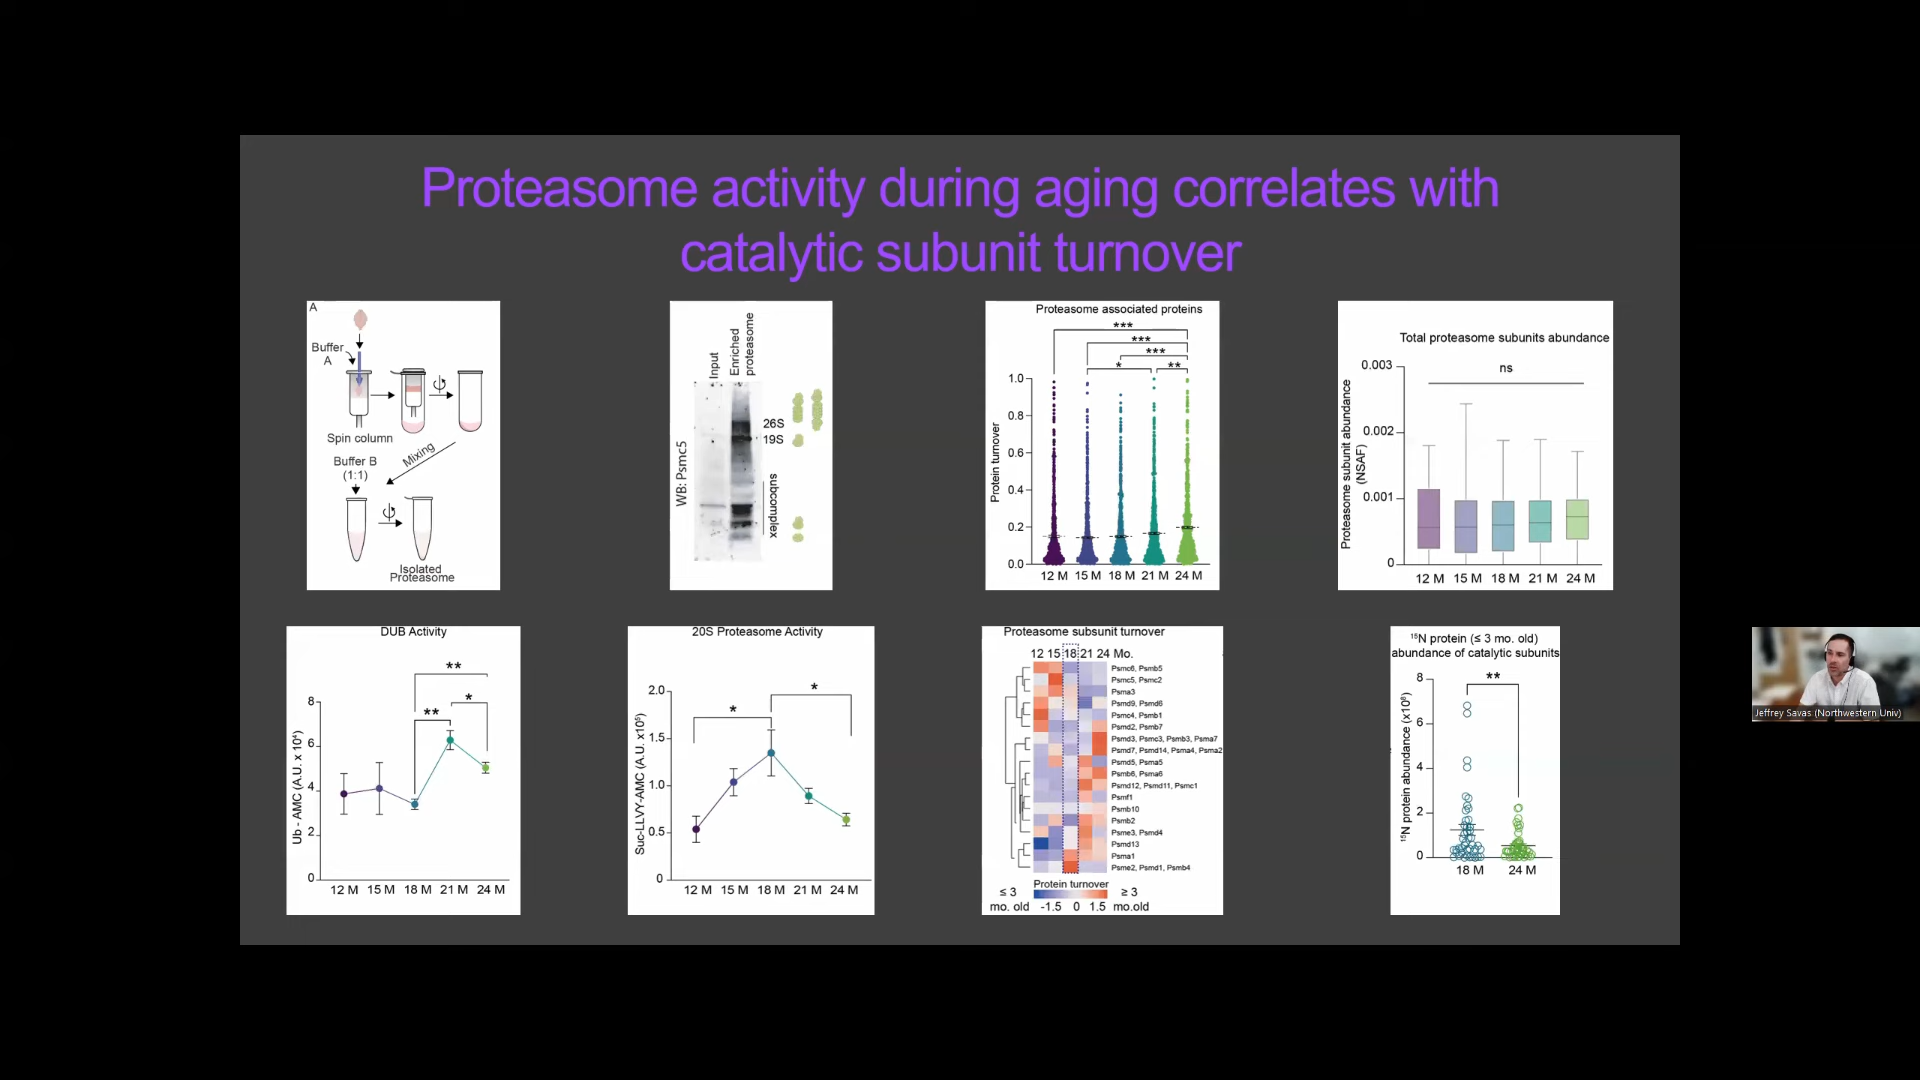 Proteasome activity during aging correlates with
catalytic subunit turnover
A
Buffer
A
Spin column
Buffer B
(1:1)
Mixing
Isolated
Proteasome
Input
Enriched
proteasome
WB: Psmc5
26S
19S
subcomplex
Proteasome associated proteins
***
***
***
*
**
Protein turnover
1.0
0.8
0.6
0.4
0.2
0.0
12 M 15 M 18 M 21 M 24 M
Total proteasome subunits abundance
ns
Proteasome subunit abundance
(NSAF)
0.003
0.002
0.001
0
12 M 15 M 18 M 21 M 24 M
DUB Activity
**
*
**
Ub - AMC (A.U. x 10⁴)
8
6
4
2
0
12 M 15 M 18 M 21 M 24 M
20S Proteasome Activity
*
*
Suc-LLVY-AMC (A.U. x10⁵)
2.0
1.5
1.0
0.5
0
12 M 15 M 18 M 21 M 24 M
Proteasome subsunit turnover
12 15 18 21 24 Mo.
Psmc6, Psmb5
Psmc5, Psmc2
Psma3
Psmd9, Psmd6
Psmc4, Psmb1
Psmd2, Psmb7
Psmd3, Psmc3, Psmb3, Psma7
Psmd7, Psmd14, Psma4, Psma2
Psmd5, Psma5
Psmb6, Psma6
Psmd12, Psmd11, Psmc1
Psmf1
Psmb10
Psmb2
Psme3, Psmd4
Psmd13
Psma1
Psme2, Psmd1, Psmb4
Protein turnover
≤ 3
mo. old
-1.5 0 1.5
≥ 3
mo.old
¹⁵N protein (≤ 3 mo. old)
abundance of catalytic subunits
**
¹⁵N protein abundance (x10⁸)
8
6
4
2
0
18 M 24 M
Jeffrey Savas (Northwestern Univ)